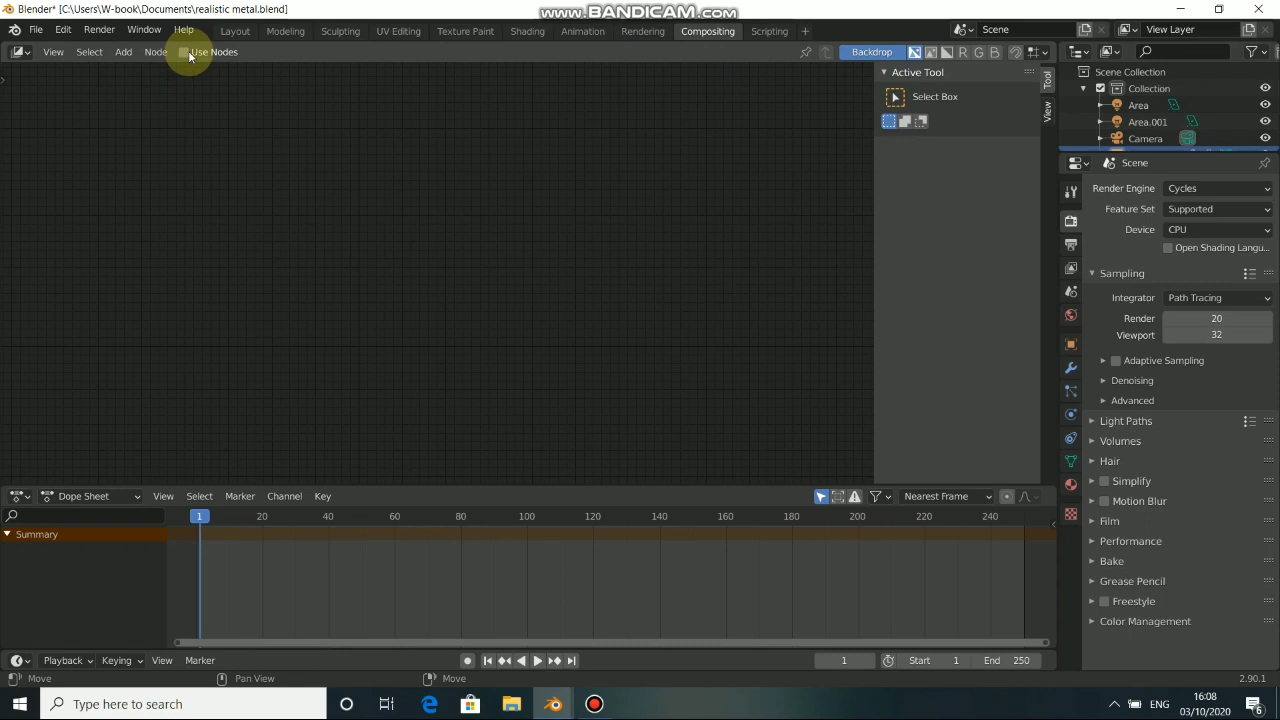 Blender* [C:\Users\W-book\Documents\realistic metal.blend]
www.BANDICAM.com
File Edit Render Window Help Layout Modeling Sculpting UV Editing Texture Paint Shading Animation Rendering Compositing Scripting + Scene View Layer
View Select Add Node Use Nodes Backdrop R G B
Active Tool
Select Box
Tool
View
Scene Collection
Collection
Area
Area.001
Camera
Scene
Render Engine Cycles
Feature Set Supported
Device CPU
Open Shading Langu...
Sampling
Integrator Path Tracing
Render 20
Viewport 32
Adaptive Sampling
Denoising
Advanced
Light Paths
Volumes
Hair
Simplify
Motion Blur
Film
Performance
Bake
Grease Pencil
Freestyle
Color Management
Dope Sheet View Select Marker Channel Key Nearest Frame
1 20 40 60 80 100 120 140 160 180 200 220 240
Summary
Playback Keying View Marker 1 Start 1 End 250
Move Pan View Move 2.90.1
Type here to search
ENG
16:08
03/10/2020
6